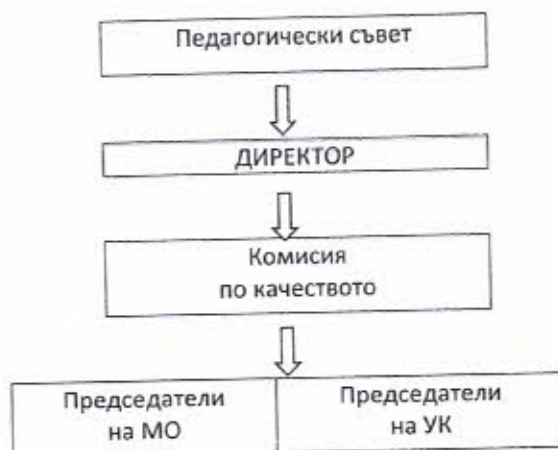 Педагогически съвет
ДИРЕКТОР
Комисия
по качеството
Председатели
на МО
Председатели
на УК